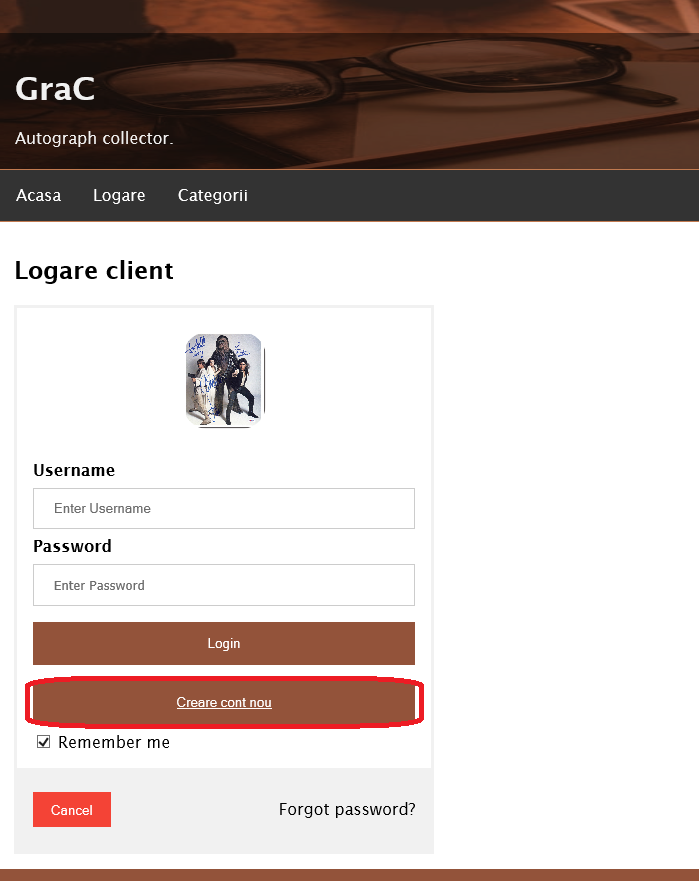 GraC
Autograph collector.
Acasa Logare Categorii
Logare client
Username
Enter Username
Password
Enter Password
Login
Creare cont nou
Remember me
Cancel Forgot password?